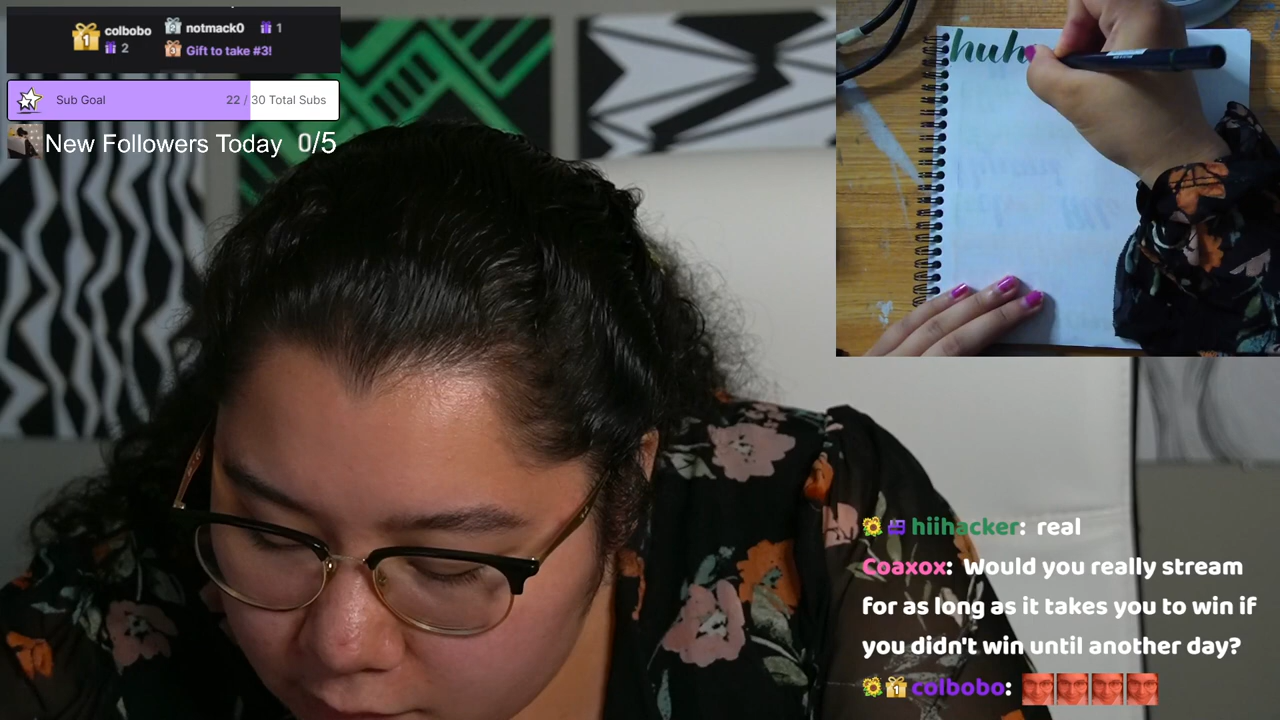 colbobo
2
notmack0 1
Gift to take #3!
Sub Goal 22 / 30 Total Subs
New Followers Today 0/5
huh
hiihacker: real
Coaxox: Would you really stream
for as long as it takes you to win if
you didn't win until another day?
colbobo: